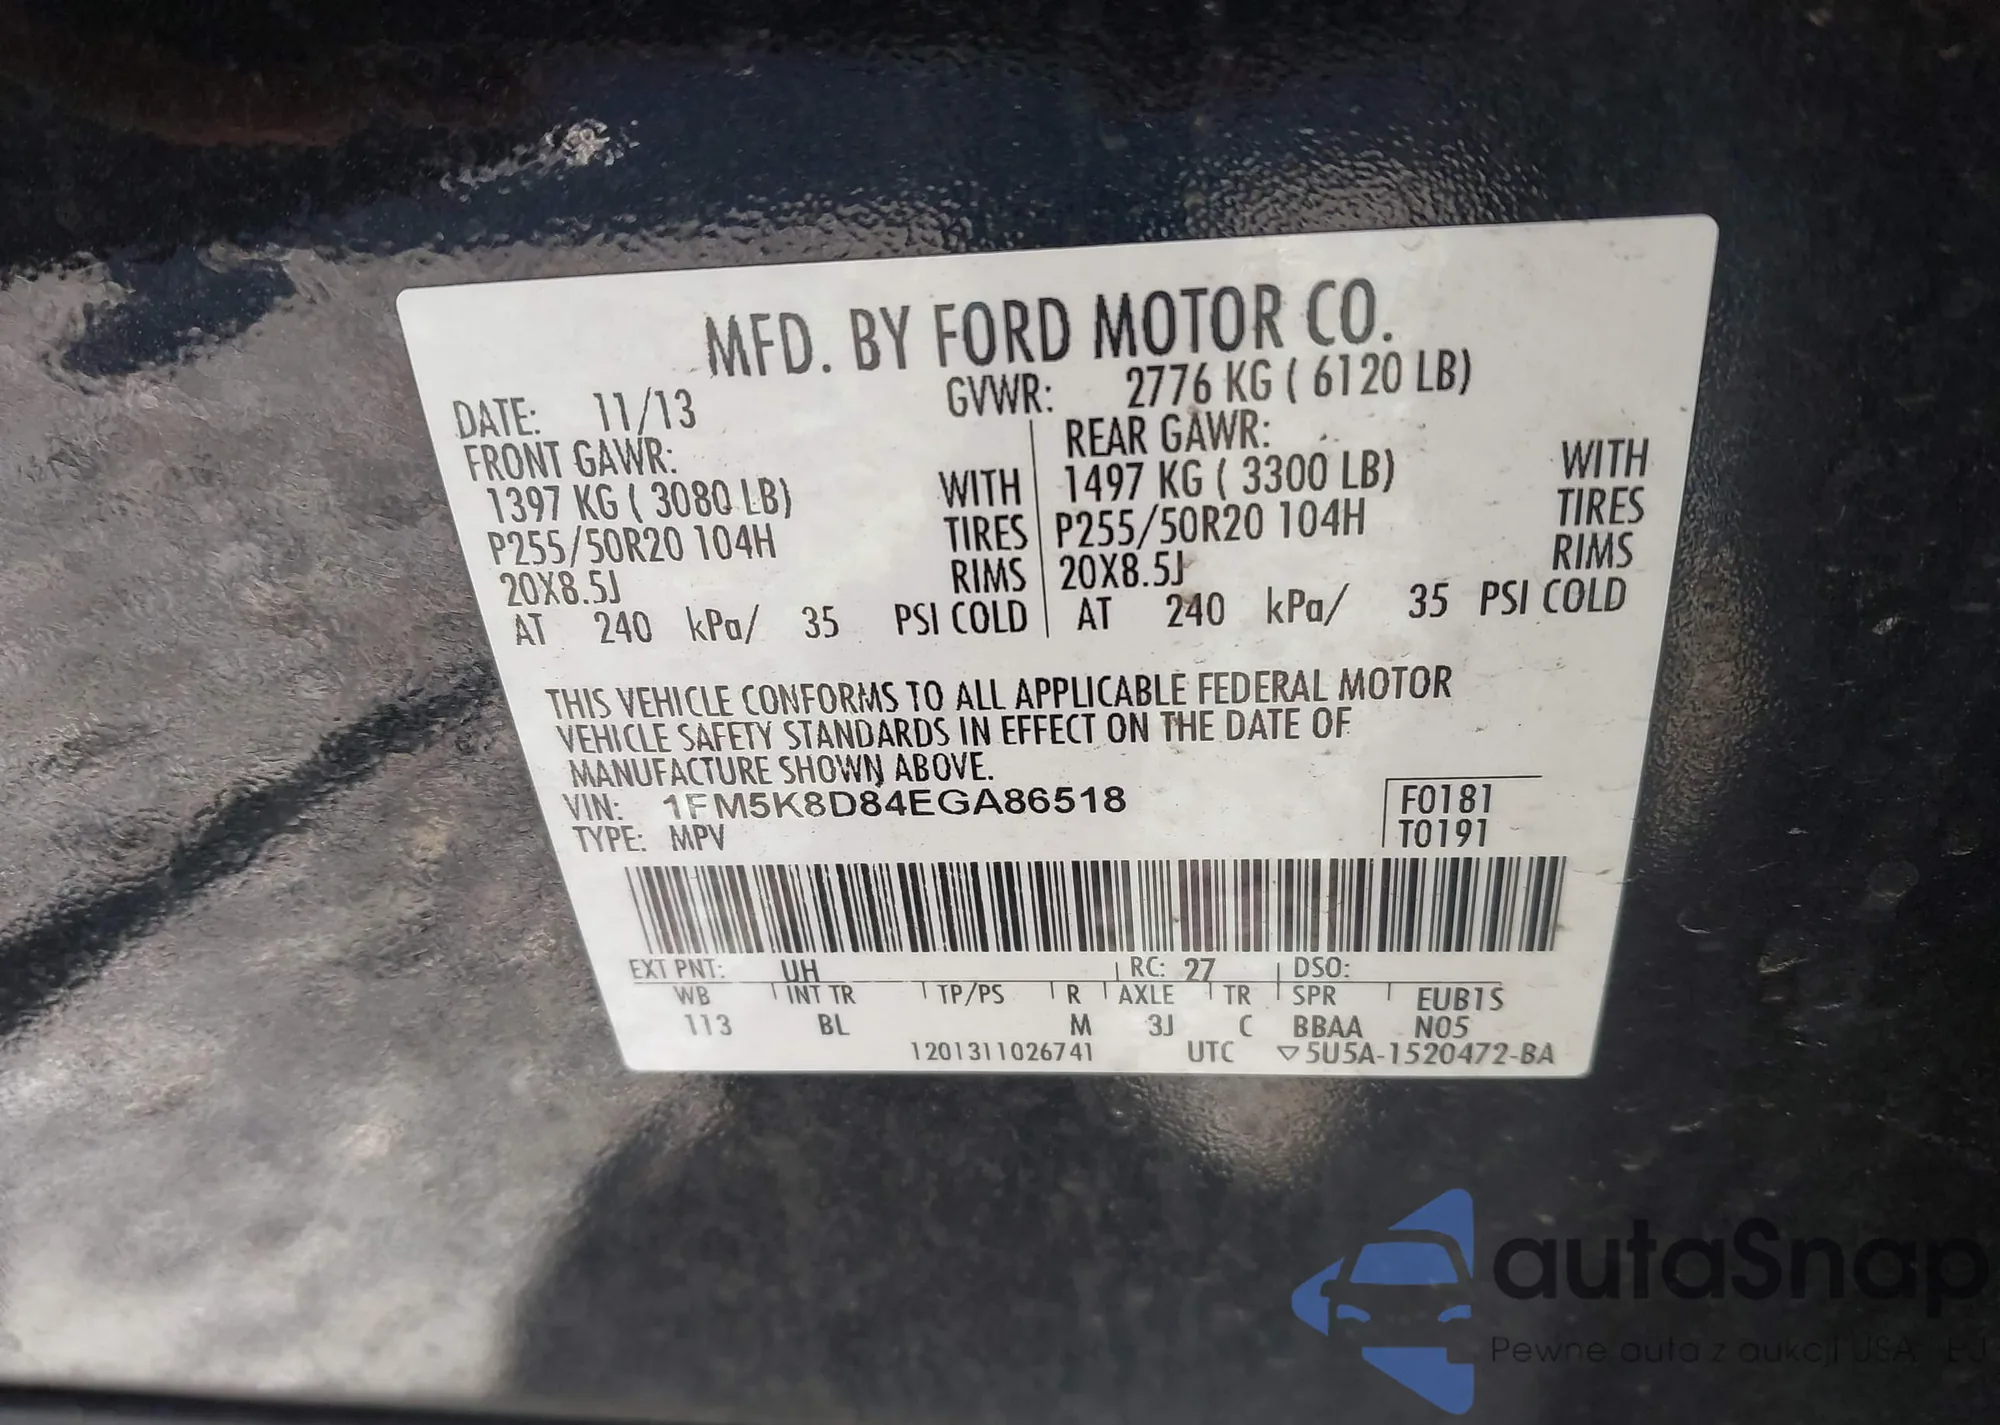 MFD. BY FORD MOTOR CO.
DATE: 11/13 GVWR: 2776 KG ( 6120 LB)
FRONT GAWR: REAR GAWR:
1397 KG ( 3080 LB) WITH 1497 KG ( 3300 LB) WITH
P255/50R20 104H TIRES P255/50R20 104H TIRES
20X8.5J RIMS 20X8.5J RIMS
AT 240 kPa/ 35 PSI COLD AT 240 kPa/ 35 PSI COLD
THIS VEHICLE CONFORMS TO ALL APPLICABLE FEDERAL MOTOR
VEHICLE SAFETY STANDARDS IN EFFECT ON THE DATE OF
MANUFACTURE SHOWN ABOVE.
VIN: 1FM5K8D84EGA86518 F0181
TYPE: MPV T0191
EXT PNT: UH RC: 27 DSO:
WB INT TR TP/PS R AXLE TR SPR EUB1S
113 BL M 3J C BBAA N05
1201311026741 UTC ▽5U5A-1520472-BA
autaSnap
Pewne auta z aukcji USA